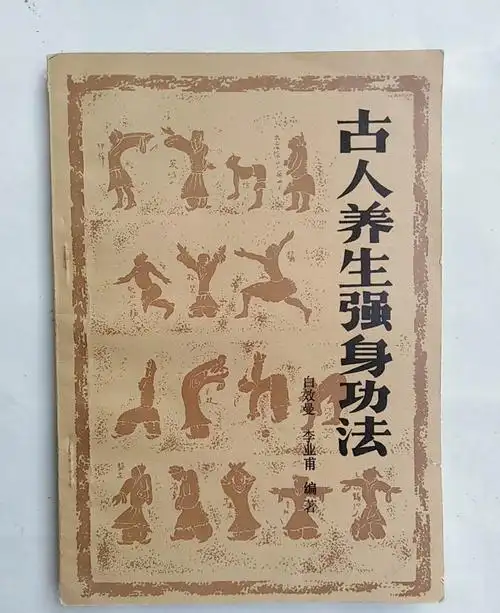 古人养生强身功法
白效曼 李业甫 编著